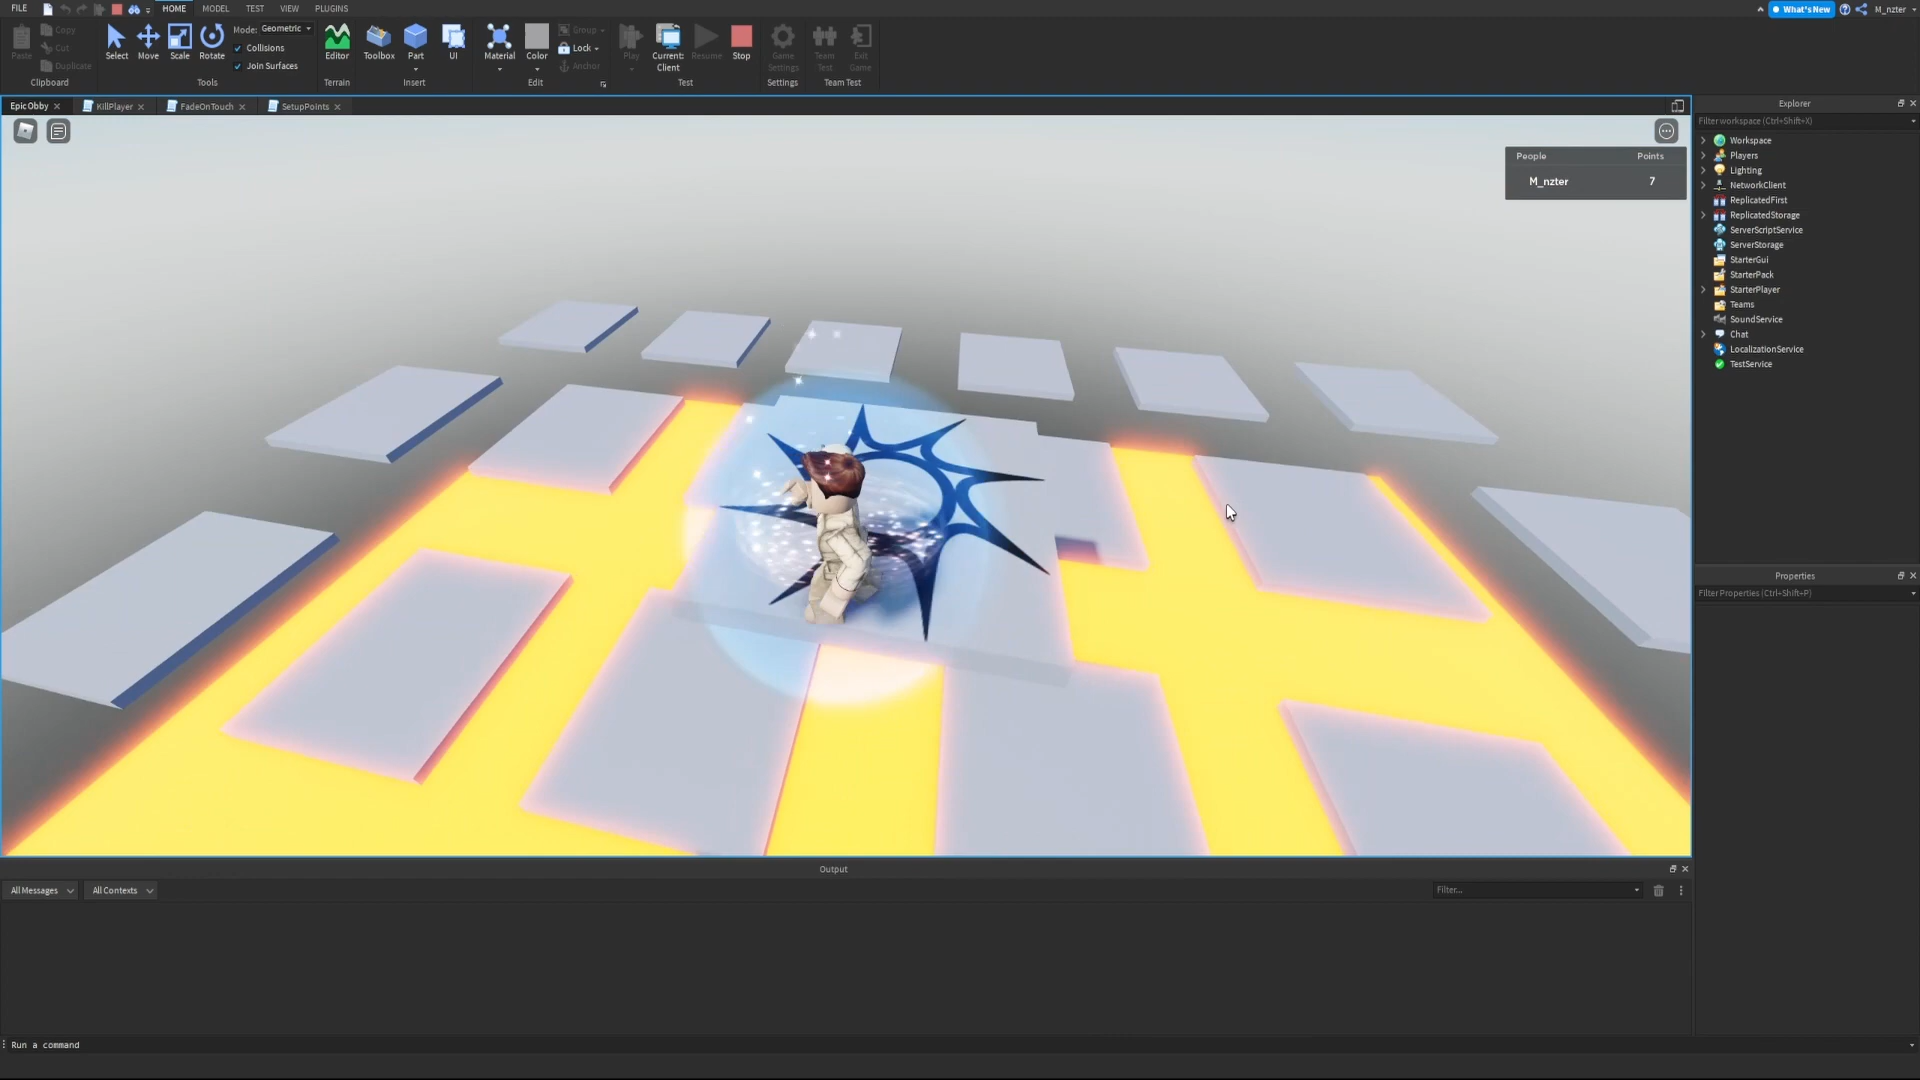 FILE HOME MODEL TEST VIEW PLUGINS What's New M_nzter
Paste Copy Cut Duplicate Clipboard
Select Move Scale Rotate Mode: Geometric Collisions Join Surfaces Tools
Editor Terrain
Toolbox Part UI Insert
Material Color Group Lock Anchor Edit
Play Current: Client Resume Stop Test
Game Settings Settings
Team Test Exit Game Team Test
EpicObby KillPlayer FadeOnTouch SetupPoints
People Points
M_nzter 7
Explorer
Filter workspace (Ctrl+Shift+X)
Workspace
Players
Lighting
NetworkClient
ReplicatedFirst
ReplicatedStorage
ServerScriptService
ServerStorage
StarterGui
StarterPack
StarterPlayer
Teams
SoundService
Chat
LocalizationService
TestService
Properties
Filter Properties (Ctrl+Shift+P)
Output
All Messages All Contexts Filter...
Run a command